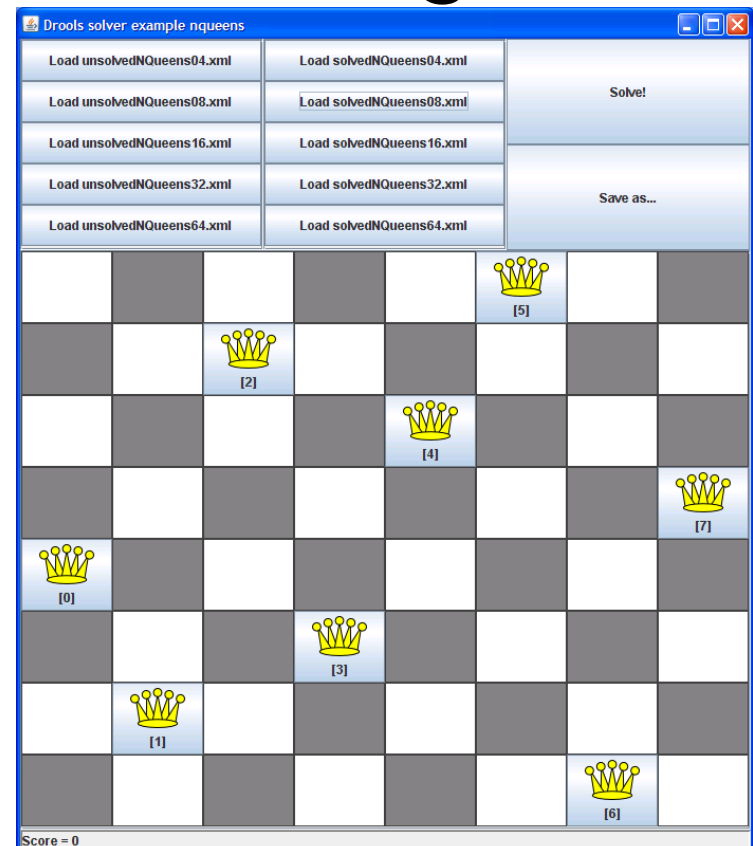 Drools solver example nqueens
Load unsolvedNQueens04.xml
Load solvedNQueens04.xml
Load unsolvedNQueens08.xml
Load solvedNQueens08.xml
Solve!
Load unsolvedNQueens16.xml
Load solvedNQueens16.xml
Load unsolvedNQueens32.xml
Load solvedNQueens32.xml
Save as...
Load unsolvedNQueens64.xml
Load solvedNQueens64.xml
[5]
[2]
[4]
[7]
[0]
[3]
[1]
[6]
Score = 0